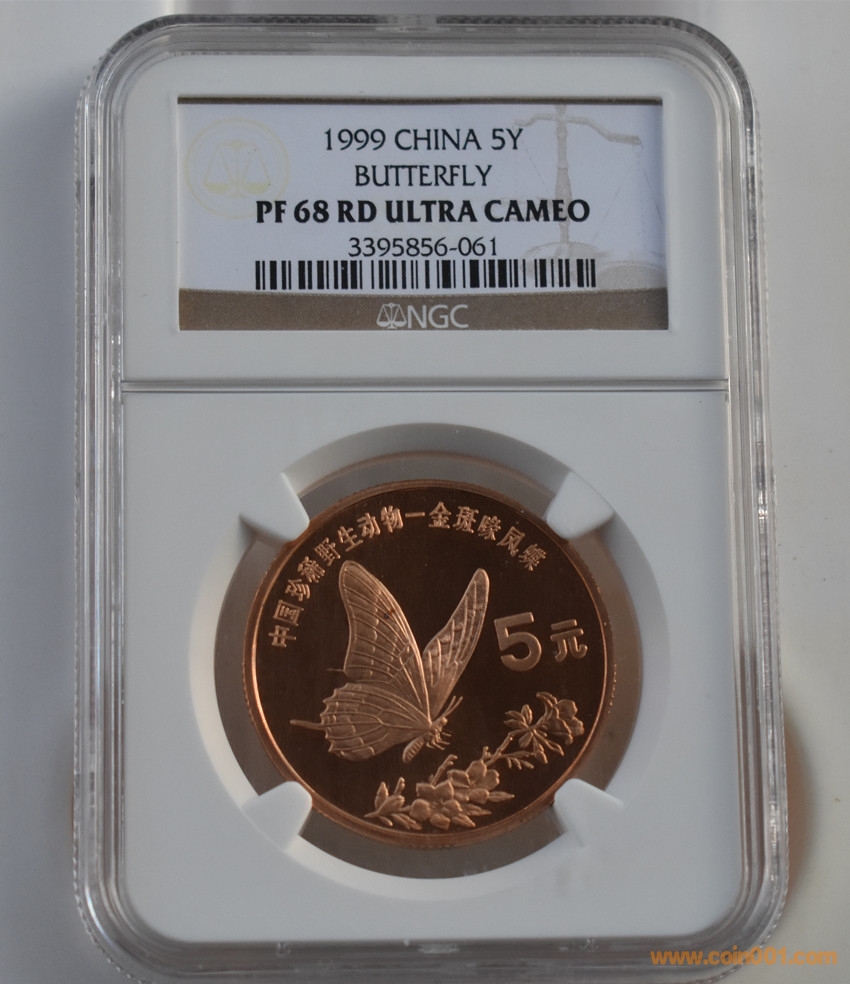 1999 CHINA 5Y
BUTTERFLY
PF 68 RD ULTRA CAMEO
3395856-061
NGC
中国珍稀野生动物—金斑喙凤蝶
5元
www.coin001.com